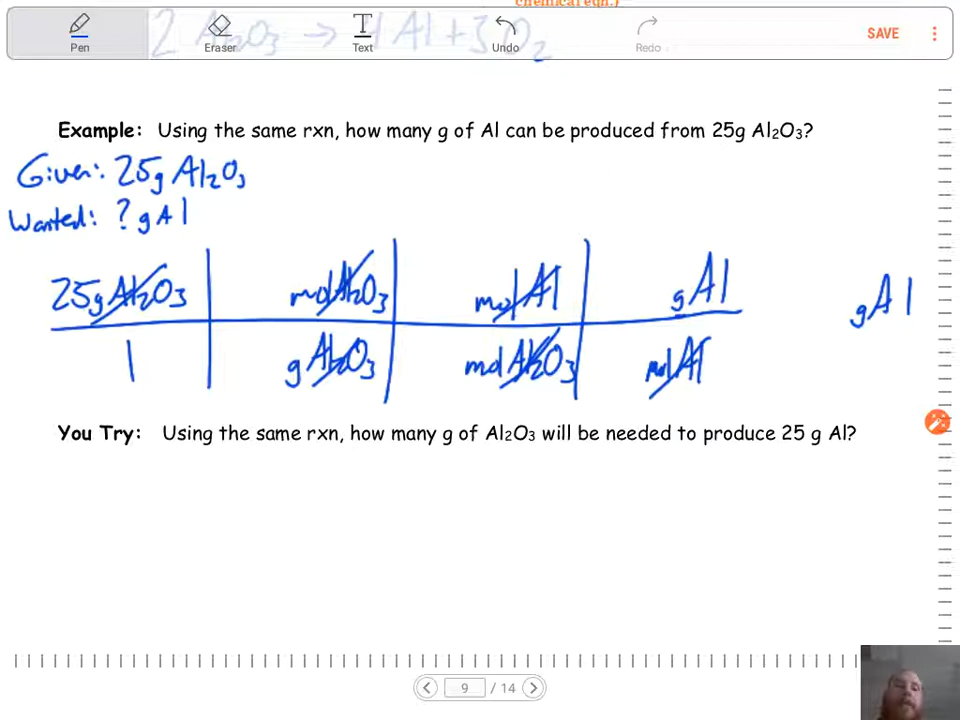 chemical eqn.)
2 Al₂O₃ → 4 Al + 3 O₂
Pen
Eraser
Text
Undo
Redo
SAVE
Example: Using the same rxn, how many g of Al can be produced from 25g Al₂O₃?
Given: 25g Al₂O₃
Wanted: ? g Al
25g Al₂O₃ mol Al₂O₃ mol Al g Al g Al
1 g Al₂O₃ mol Al₂O₃ mol Al
You Try: Using the same rxn, how many g of Al₂O₃ will be needed to produce 25 g Al?
9 / 14